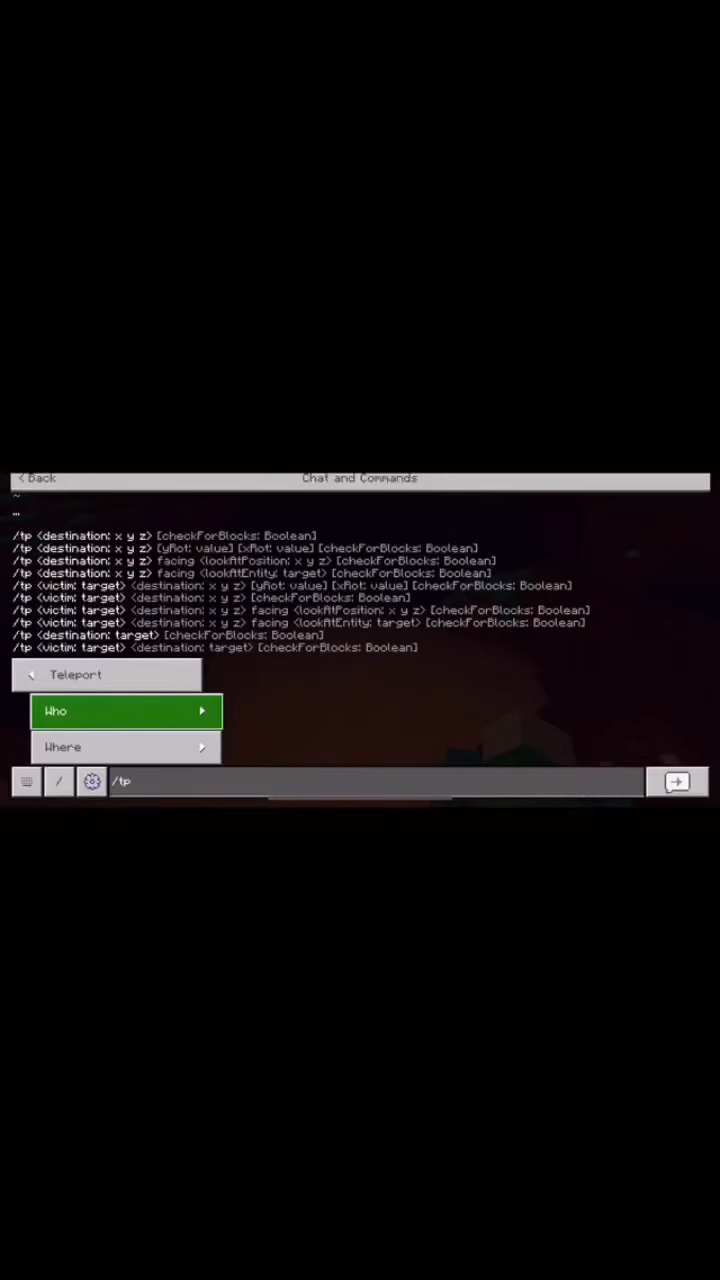 < Back
Chat and Commands
~
...
/tp <destination: x y z> [checkForBlocks: Boolean]
/tp <destination: x y z> [yRot: value] [xRot: value] [checkForBlocks: Boolean]
/tp <destination: x y z> facing <lookAtPosition: x y z> [checkForBlocks: Boolean]
/tp <destination: x y z> facing <lookAtEntity: target> [checkForBlocks: Boolean]
/tp <victim: target> <destination: x y z> [yRot: value] [xRot: value] [checkForBlocks: Boolean]
/tp <victim: target> <destination: x y z> [checkForBlocks: Boolean]
/tp <victim: target> <destination: x y z> facing <lookAtPosition: x y z> [checkForBlocks: Boolean]
/tp <victim: target> <destination: x y z> facing <lookAtEntity: target> [checkForBlocks: Boolean]
/tp <destination: target> [checkForBlocks: Boolean]
/tp <victim: target> <destination: target> [checkForBlocks: Boolean]
Teleport
Who
Where
/
/tp